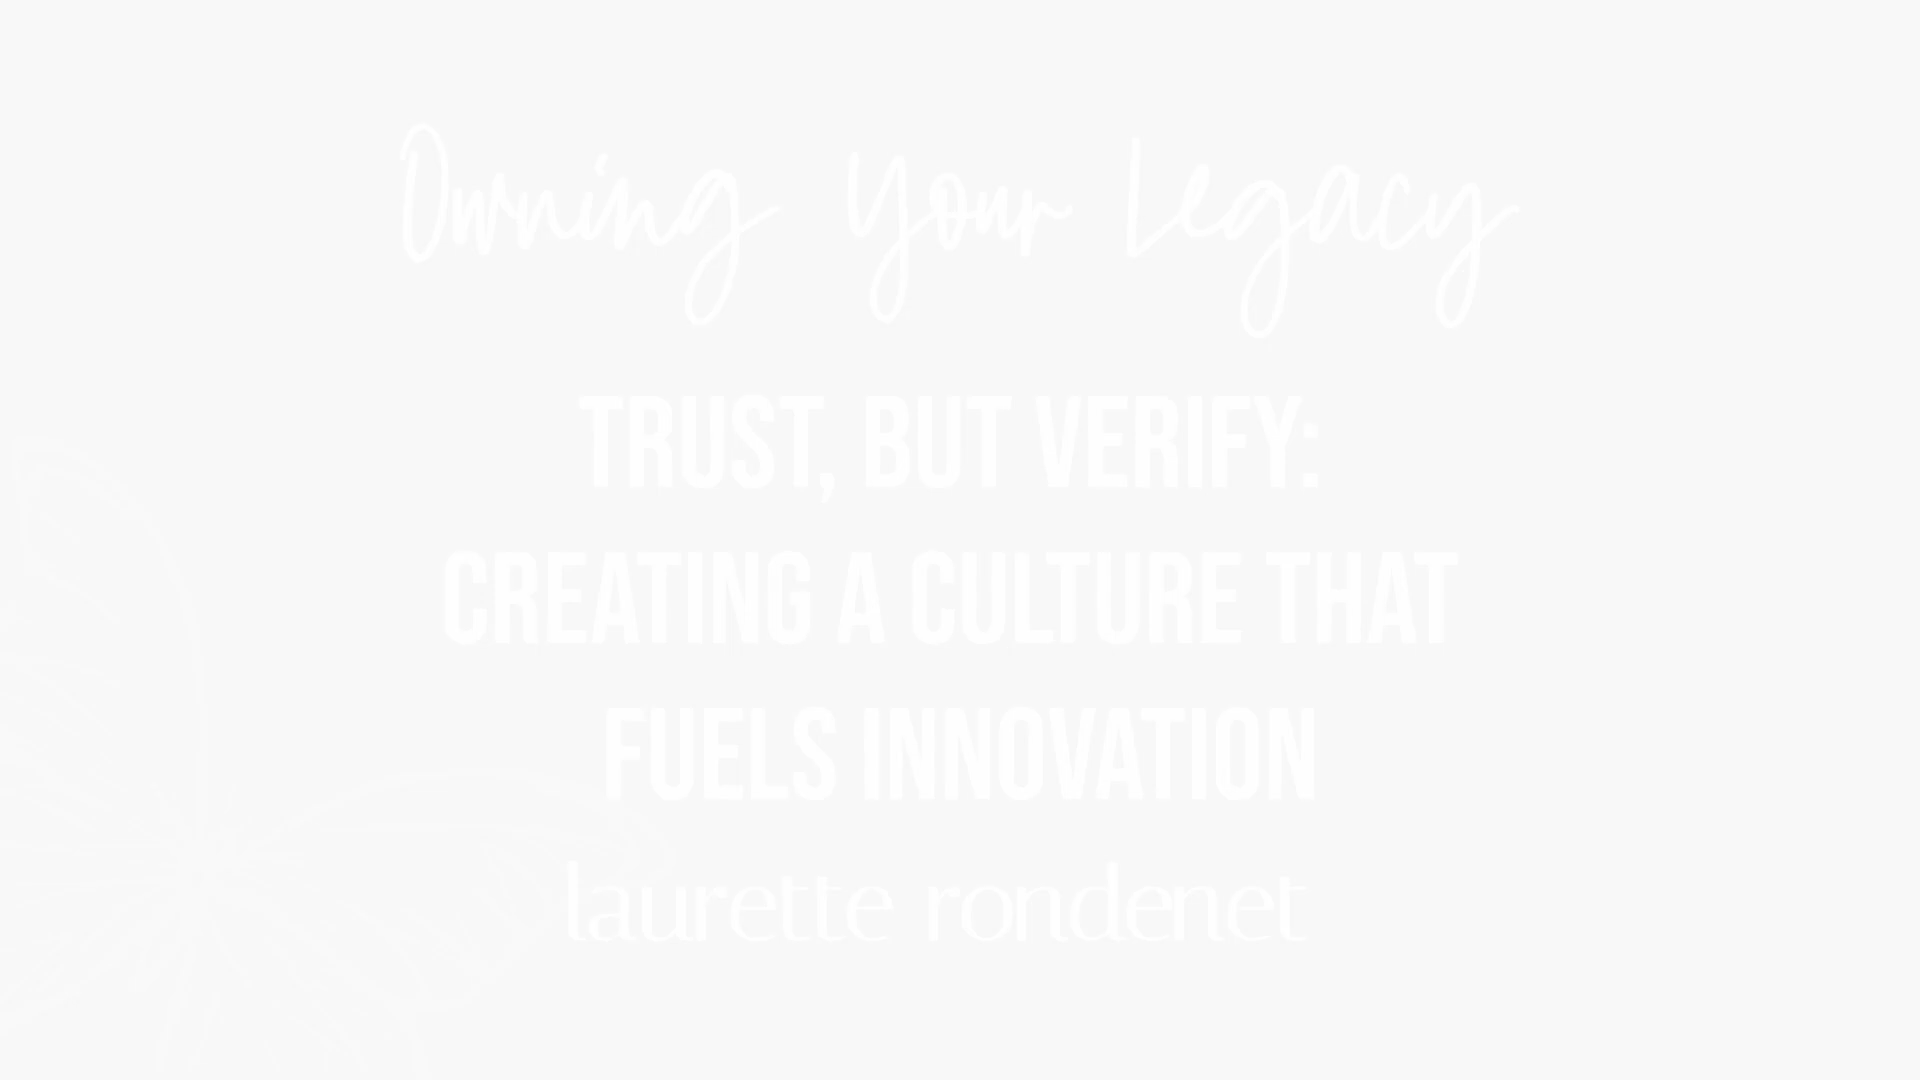 Owning Your Legacy
TRUST, BUT VERIFY:
CREATING A CULTURE THAT
FUELS INNOVATION
laurette rondenet